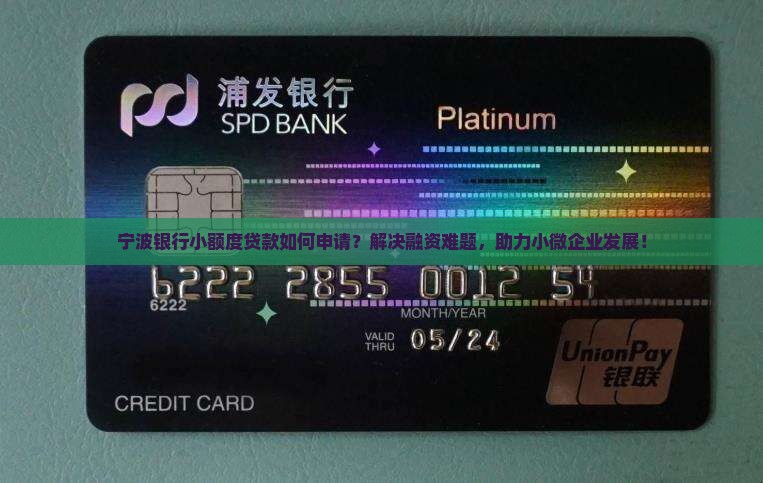 浦发银行
SPD BANK
Platinum
宁波银行小额度贷款如何申请？解决融资难题，助力小微企业发展！
6222 2855 0012 54
6222
MONTH/YEAR
VALID
THRU
05/24
UnionPay
银联
CREDIT CARD